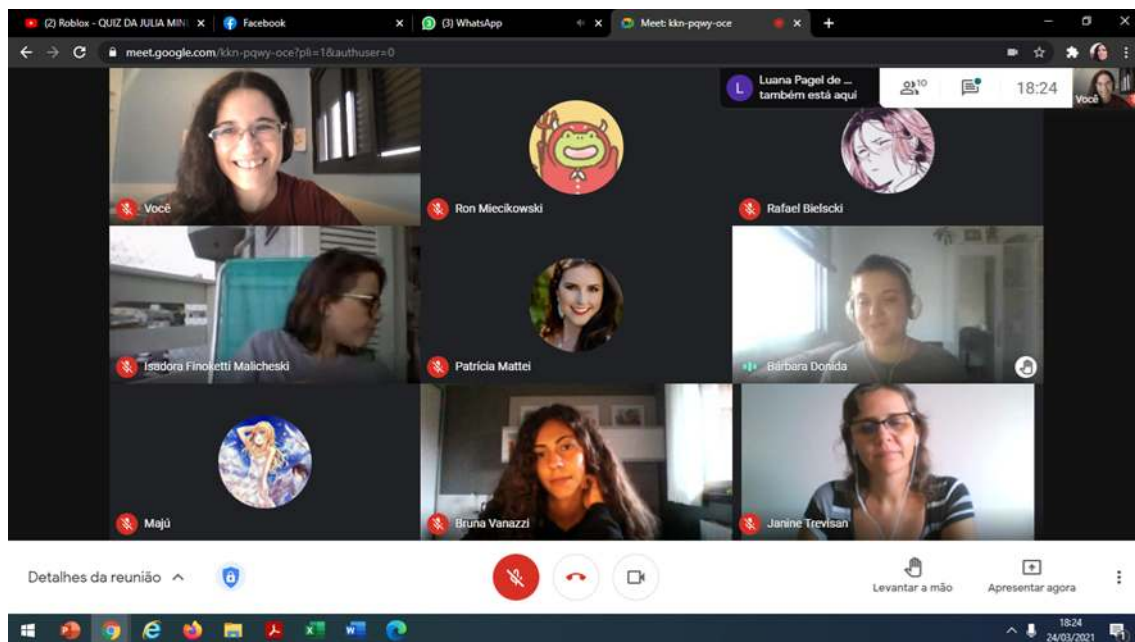 (2) Roblox - QUIZ DA JULIA MIN
Facebook
(3) WhatsApp
Meet: kkn-pqwy-oce
meet.google.com/kkn-pqwy-oce?pli=1&authuser=0
L
Luana Pagel de ...
também está aqui
10
18:24
Você
Você
Ron Miecikowski
Rafael Bielscki
Isadora Finoketti Malicheski
Patrícia Mattei
Bárbara Donida
Majú
Bruna Vanazzi
Janine Trevisan
Detalhes da reunião
Levantar a mão
Apresentar agora
18:24
24/03/2021